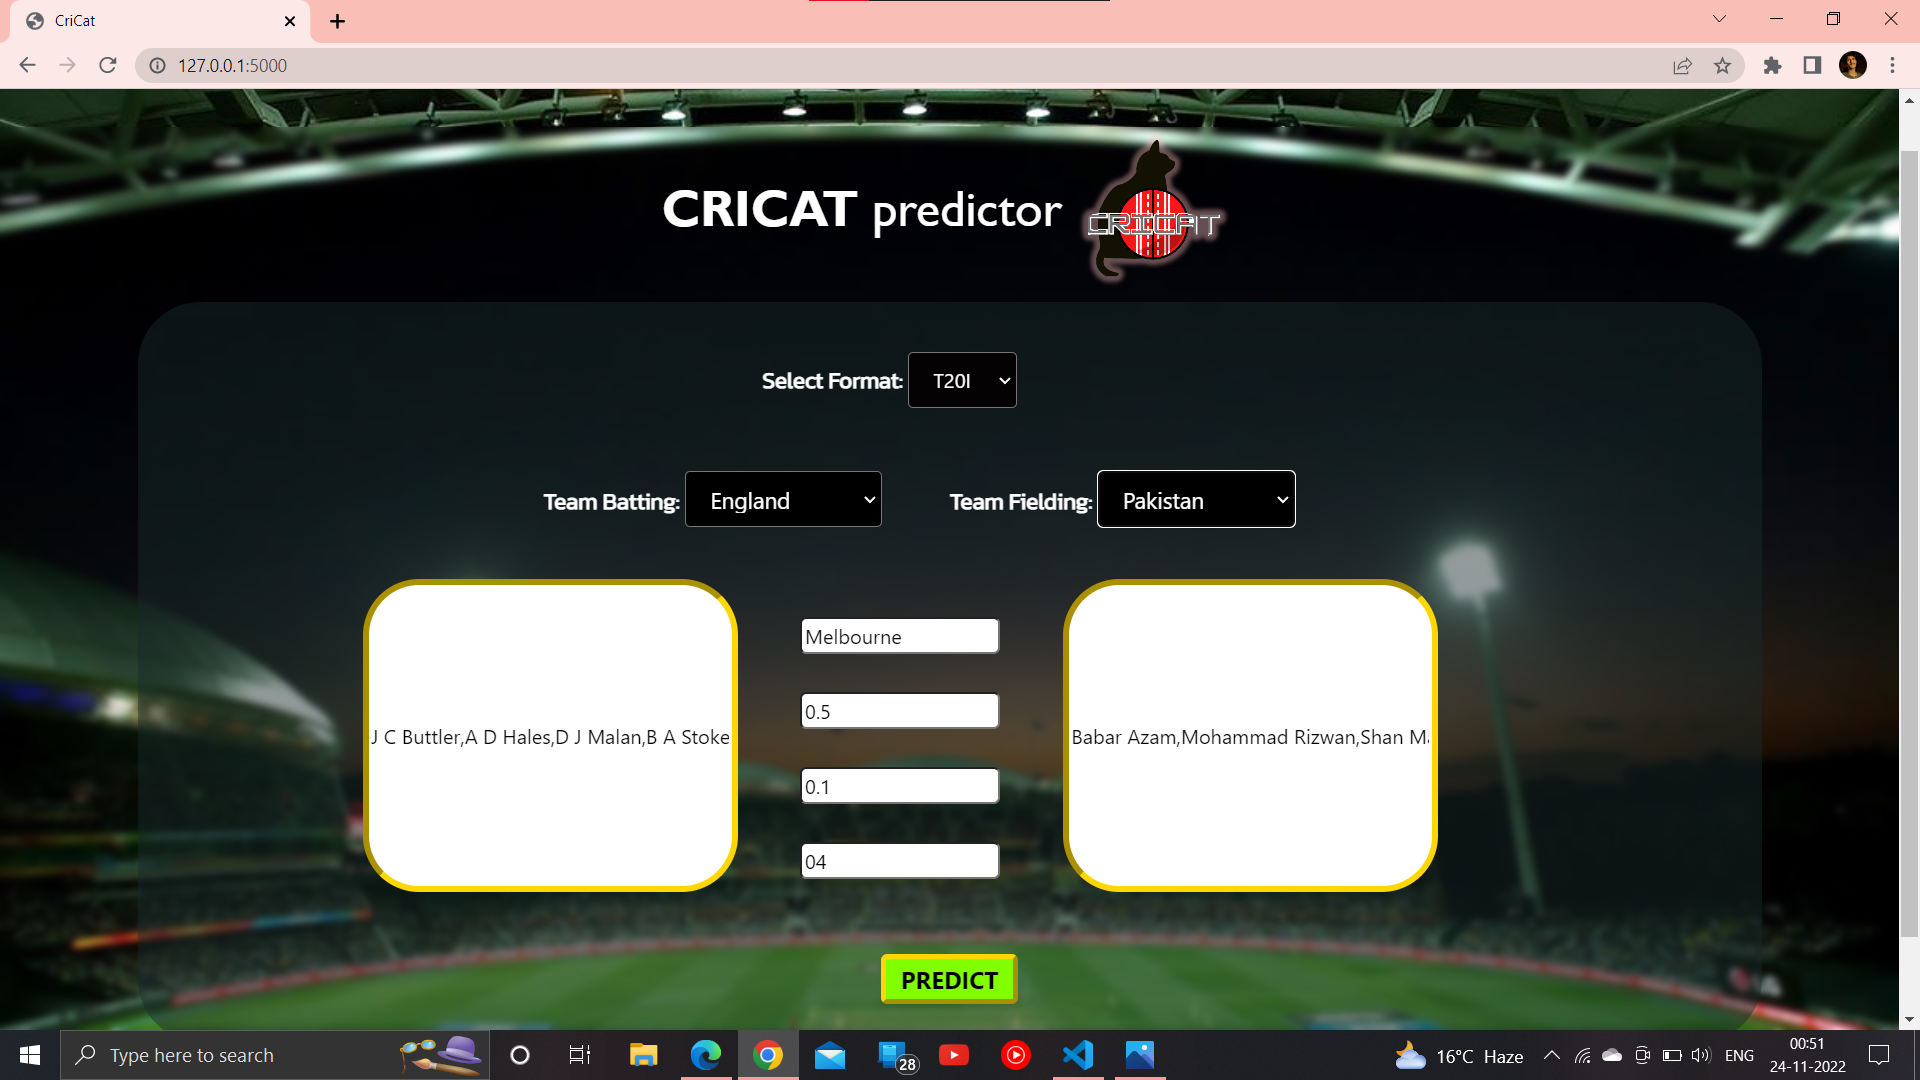 CriCat
127.0.0.1:5000
CRICAT predictor
CRICAT
Select Format: T20I
Team Batting: England Team Fielding: Pakistan
Melbourne
0.5
J C Buttler,A D Hales,D J Malan,B A Stoke
Babar Azam,Mohammad Rizwan,Shan Ma
0.1
04
PREDICT
Type here to search
28
16°C Haze
ENG
00:51
24-11-2022